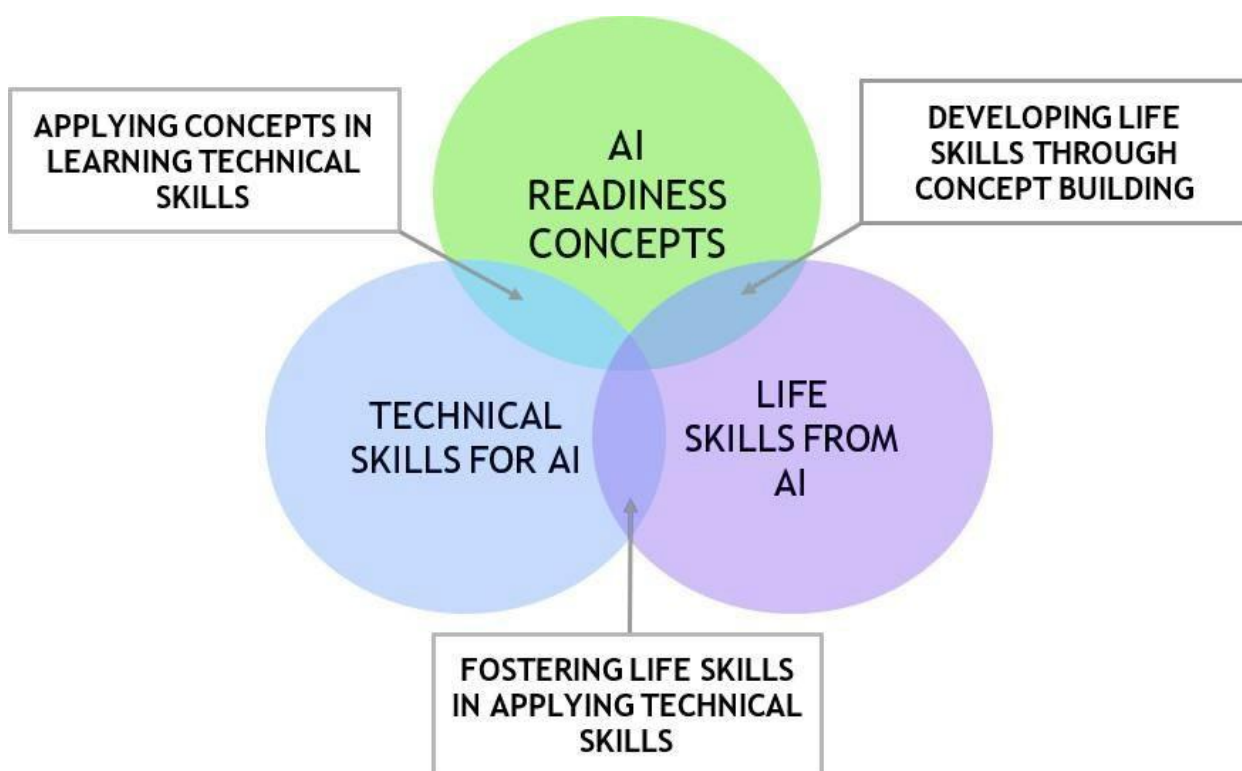 APPLYING CONCEPTS IN
LEARNING TECHNICAL
SKILLS
AI
READINESS
CONCEPTS
DEVELOPING LIFE
SKILLS THROUGH
CONCEPT BUILDING
TECHNICAL
SKILLS FOR AI
LIFE
SKILLS FROM
AI
FOSTERING LIFE SKILLS
IN APPLYING TECHNICAL
SKILLS